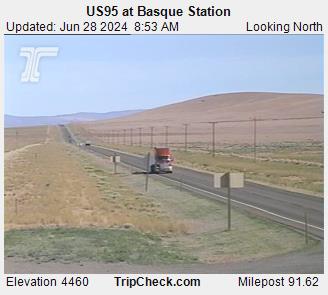 US95 at Basque Station
Updated: Jun 28 2024 8:53 AM Looking North
Elevation 4460 TripCheck.com Milepost 91.62